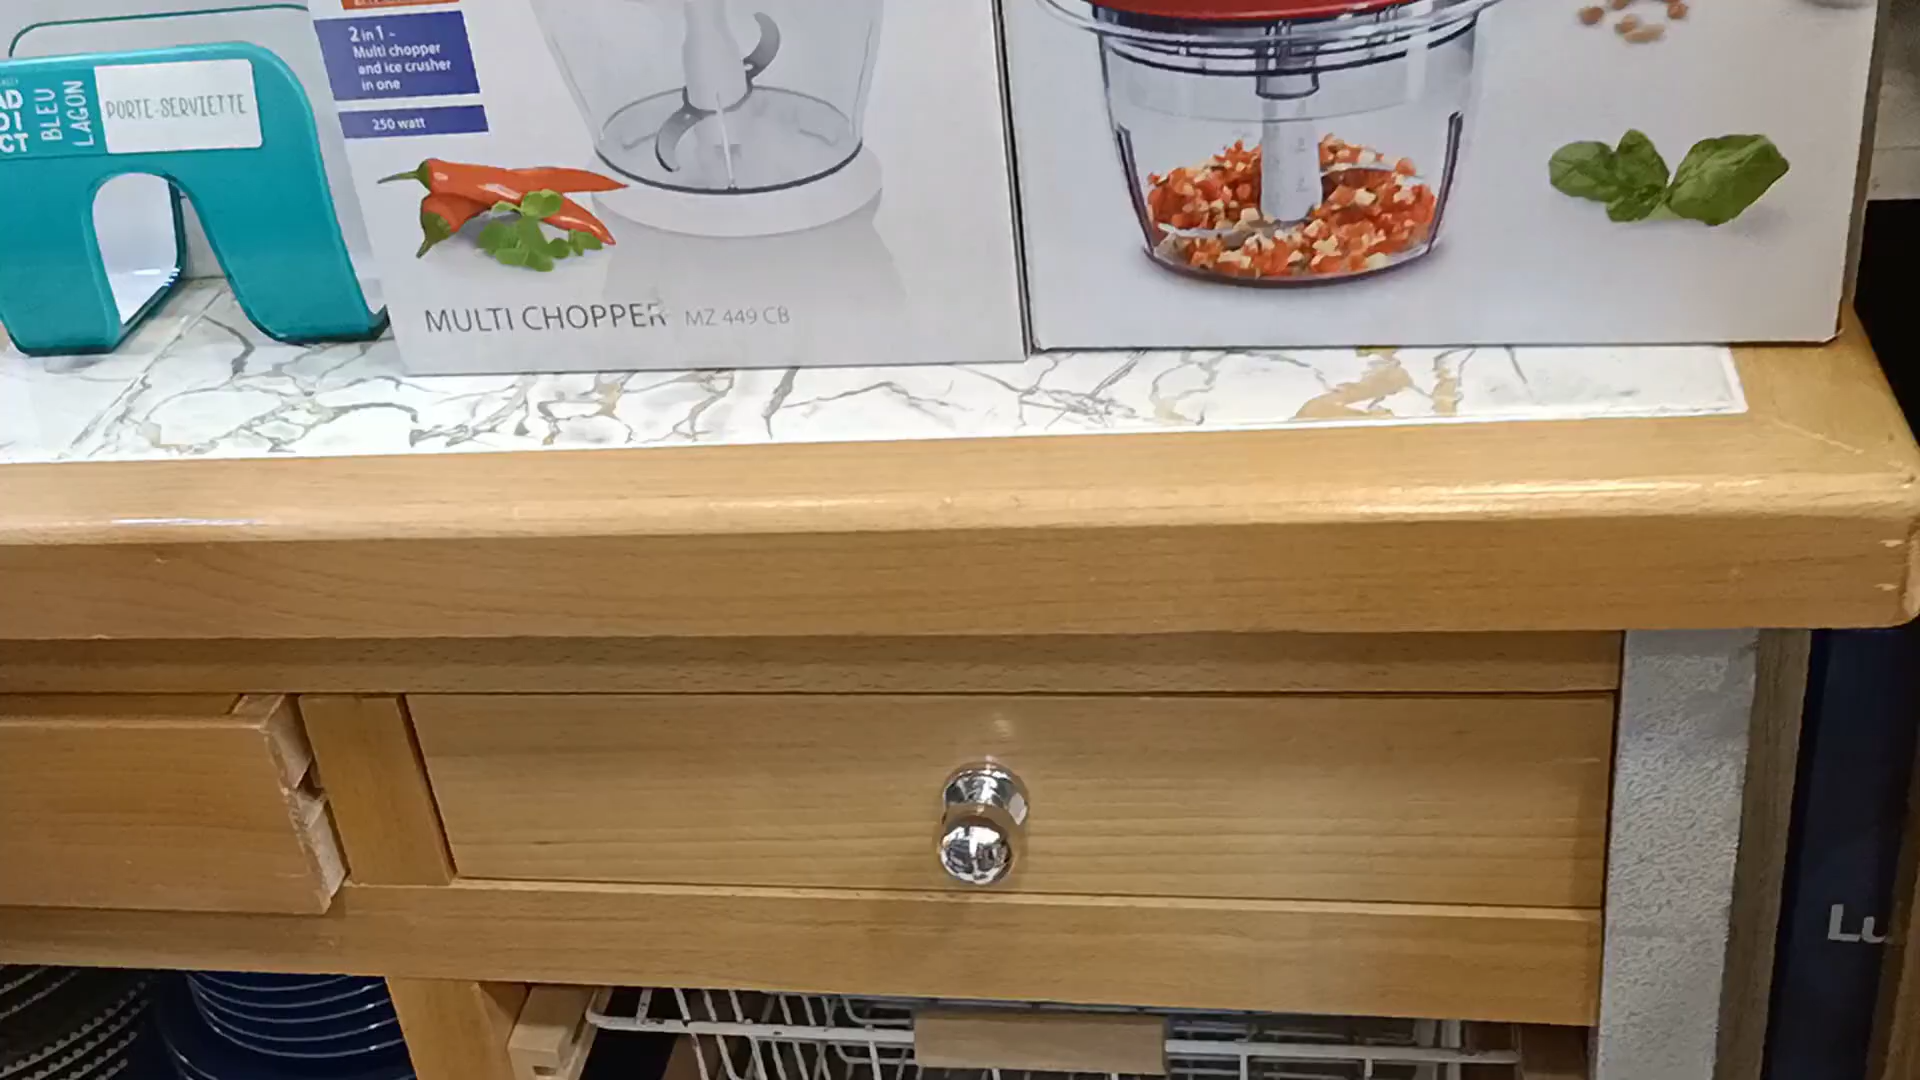 AD
DI
CT
BLEU
LAGON
PORTE-SERVIETTE
2 in 1 -
Multi chopper
and ice crusher
in one
250 watt
MULTI CHOPPER MZ 449 CB
Lu